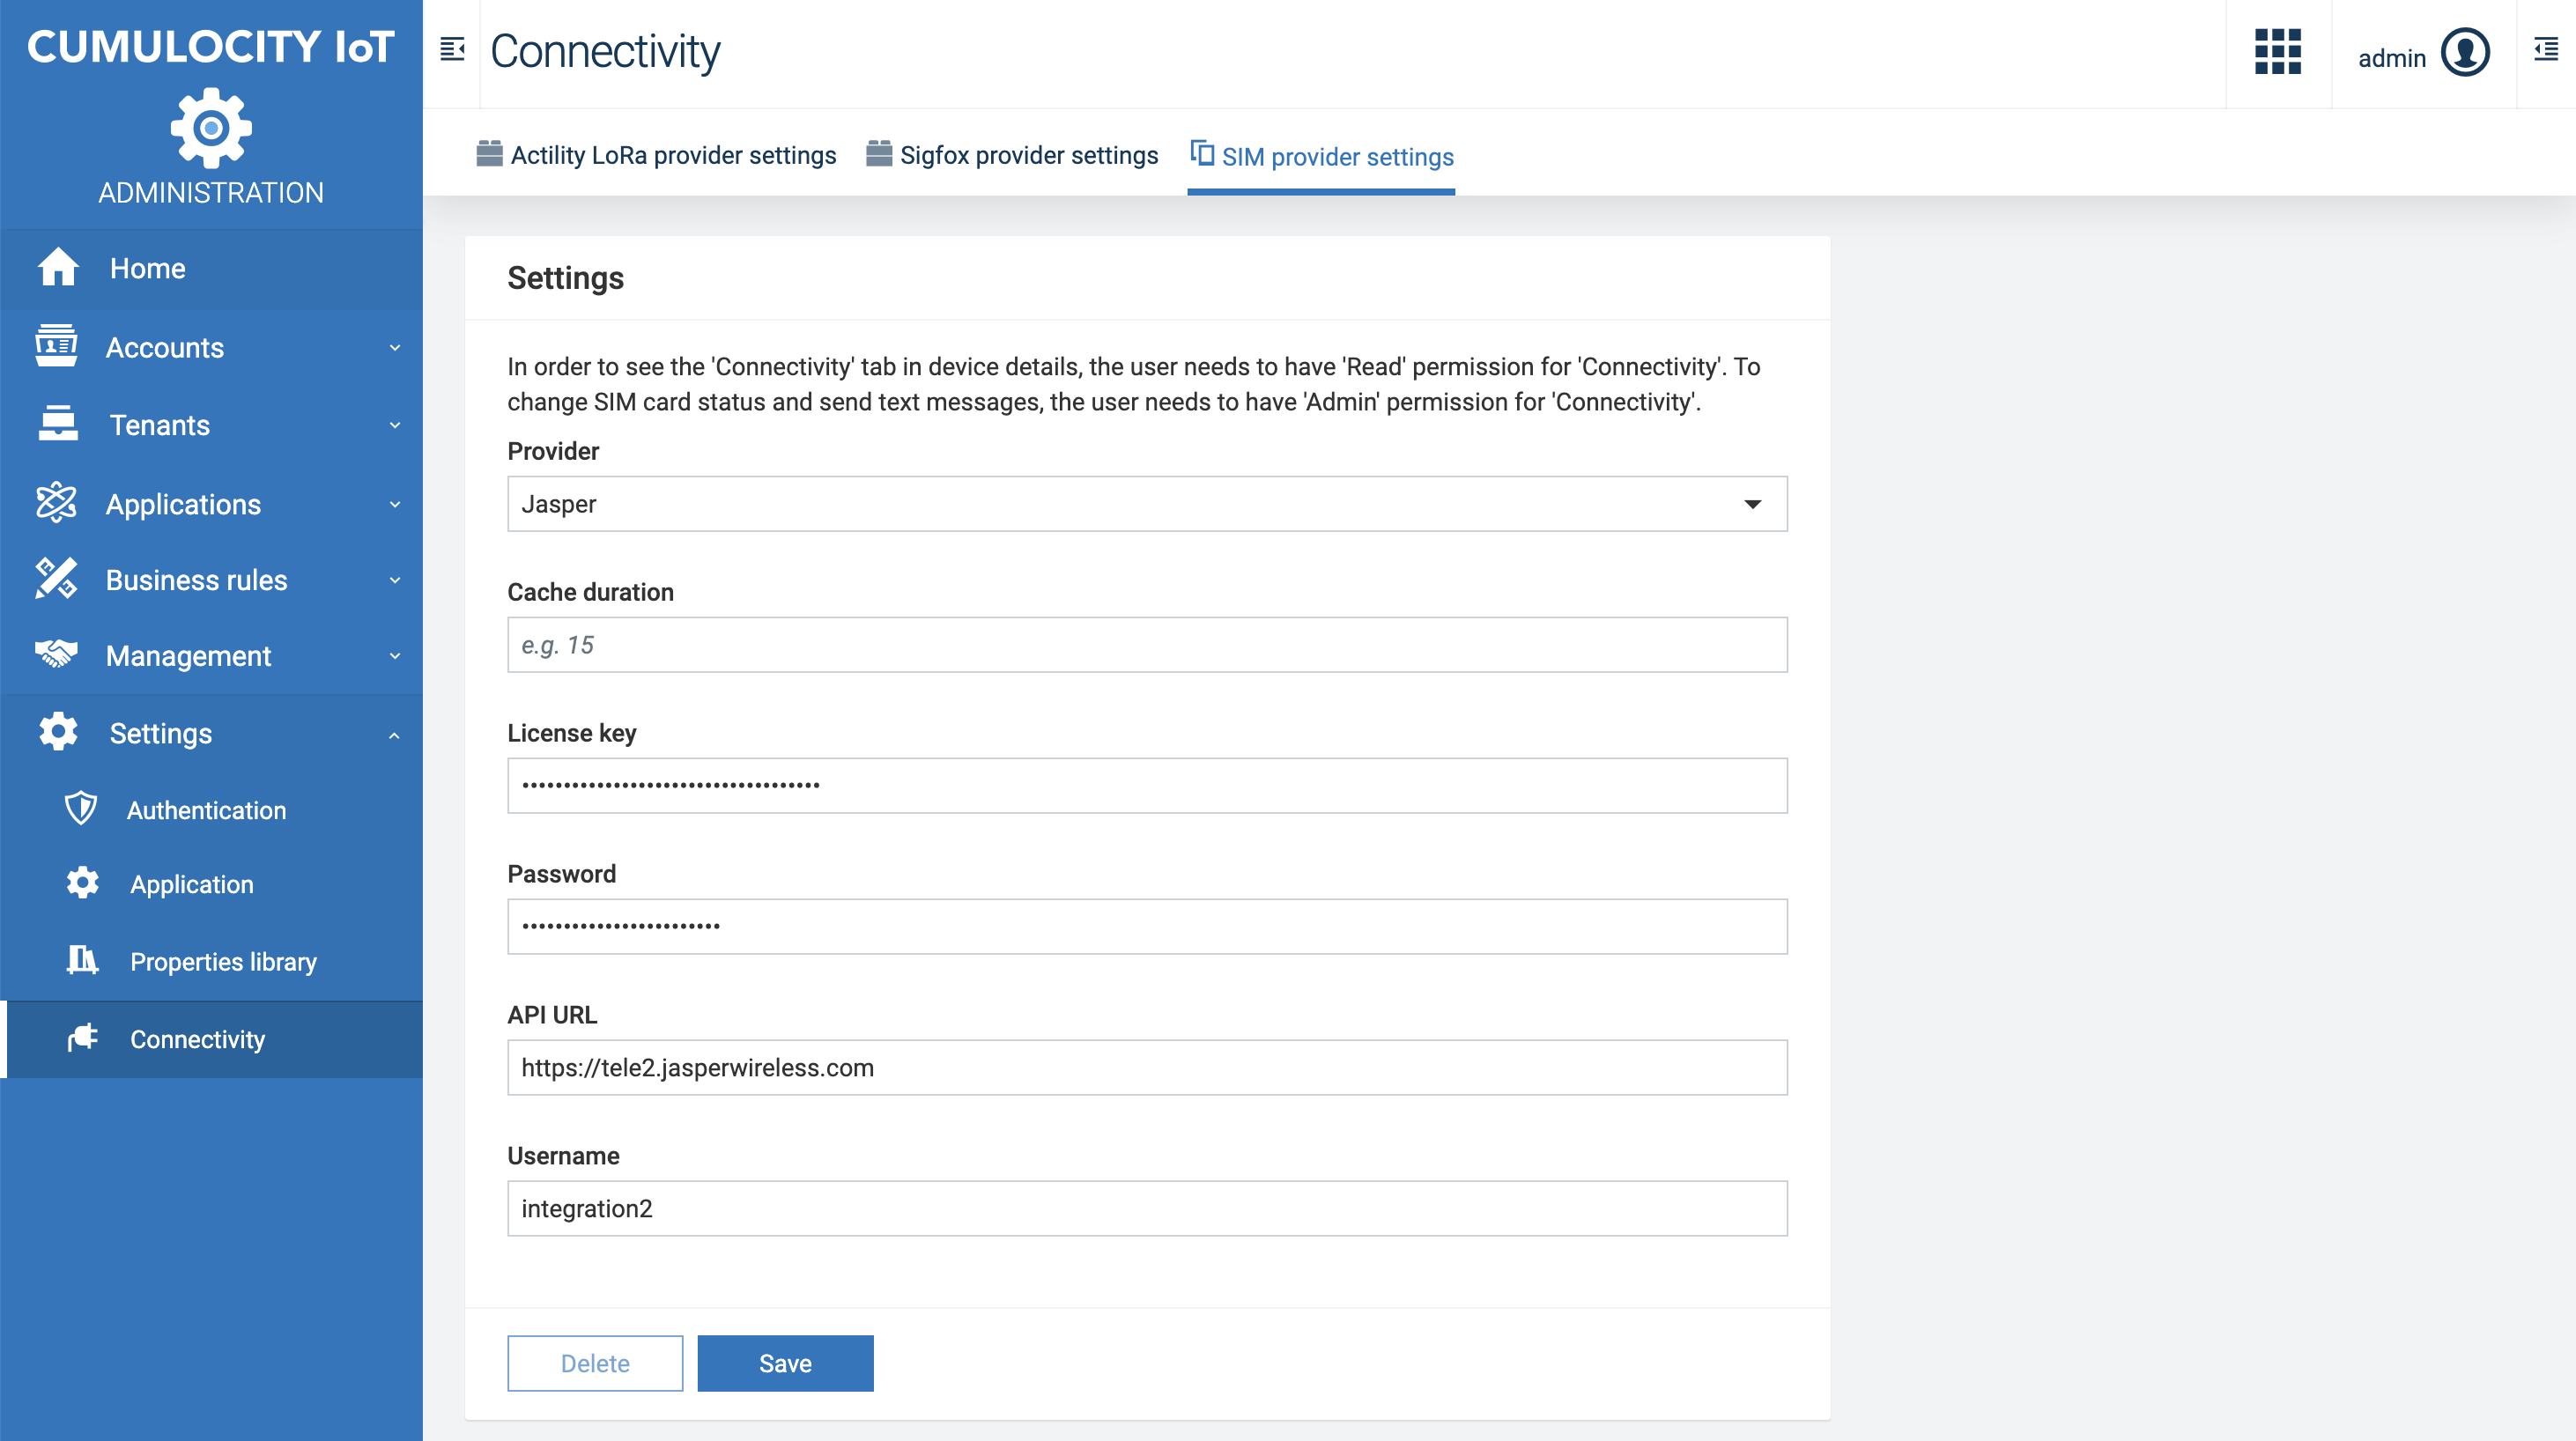 CUMULOCITY IoT
ADMINISTRATION
Home
Accounts
Tenants
Applications
Business rules
Management
Settings
Authentication
Application
Properties library
Connectivity
Connectivity
admin
Actility LoRa provider settings
Sigfox provider settings
SIM provider settings
Settings
In order to see the 'Connectivity' tab in device details, the user needs to have 'Read' permission for 'Connectivity'. To
change SIM card status and send text messages, the user needs to have 'Admin' permission for 'Connectivity'.
Provider
Jasper
Cache duration
e.g. 15
License key
Password
API URL
https://tele2.jasperwireless.com
Username
integration2
Delete
Save